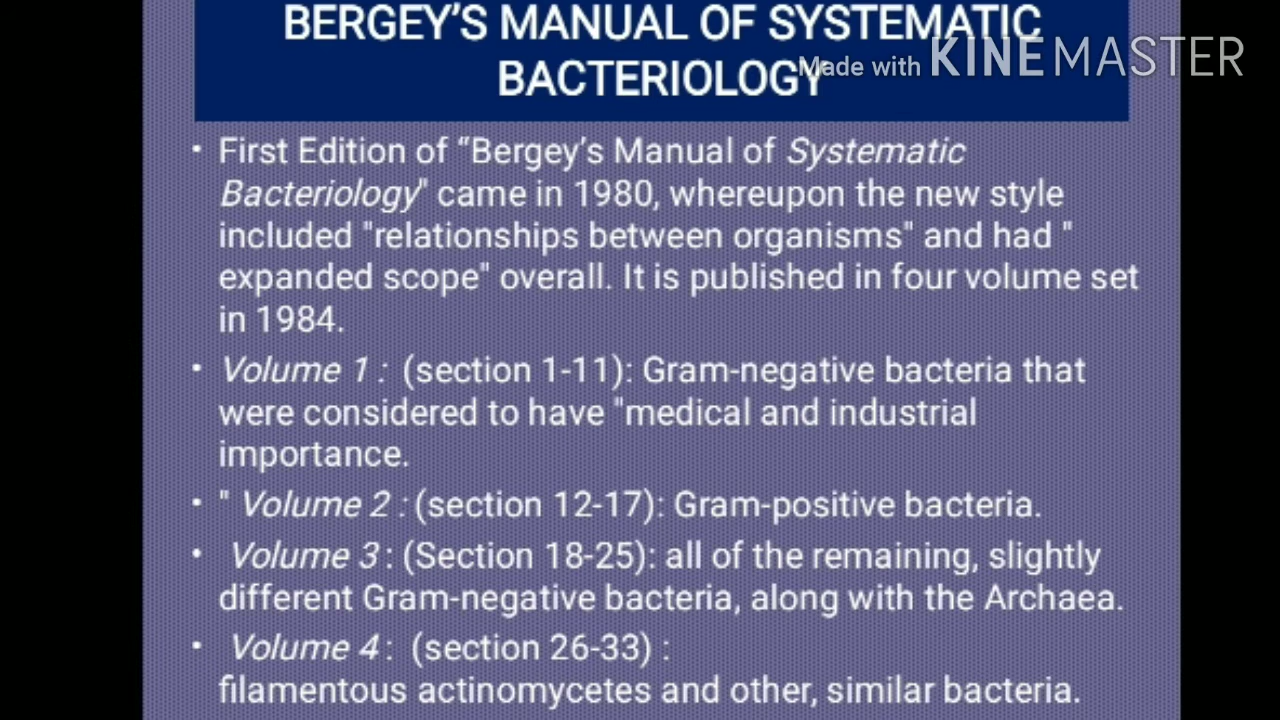 BERGEY’S MANUAL OF SYSTEMATIC
BACTERIOLOGY
Made with KINEMASTER
• First Edition of “Bergey’s Manual of Systematic
Bacteriology" came in 1980, whereupon the new style
included "relationships between organisms" and had "
expanded scope" overall. It is published in four volume set
in 1984.
• Volume 1 : (section 1-11): Gram-negative bacteria that
were considered to have "medical and industrial
importance.
• " Volume 2 : (section 12-17): Gram-positive bacteria.
• Volume 3 : (Section 18-25): all of the remaining, slightly
different Gram-negative bacteria, along with the Archaea.
• Volume 4 : (section 26-33) :
filamentous actinomycetes and other, similar bacteria.